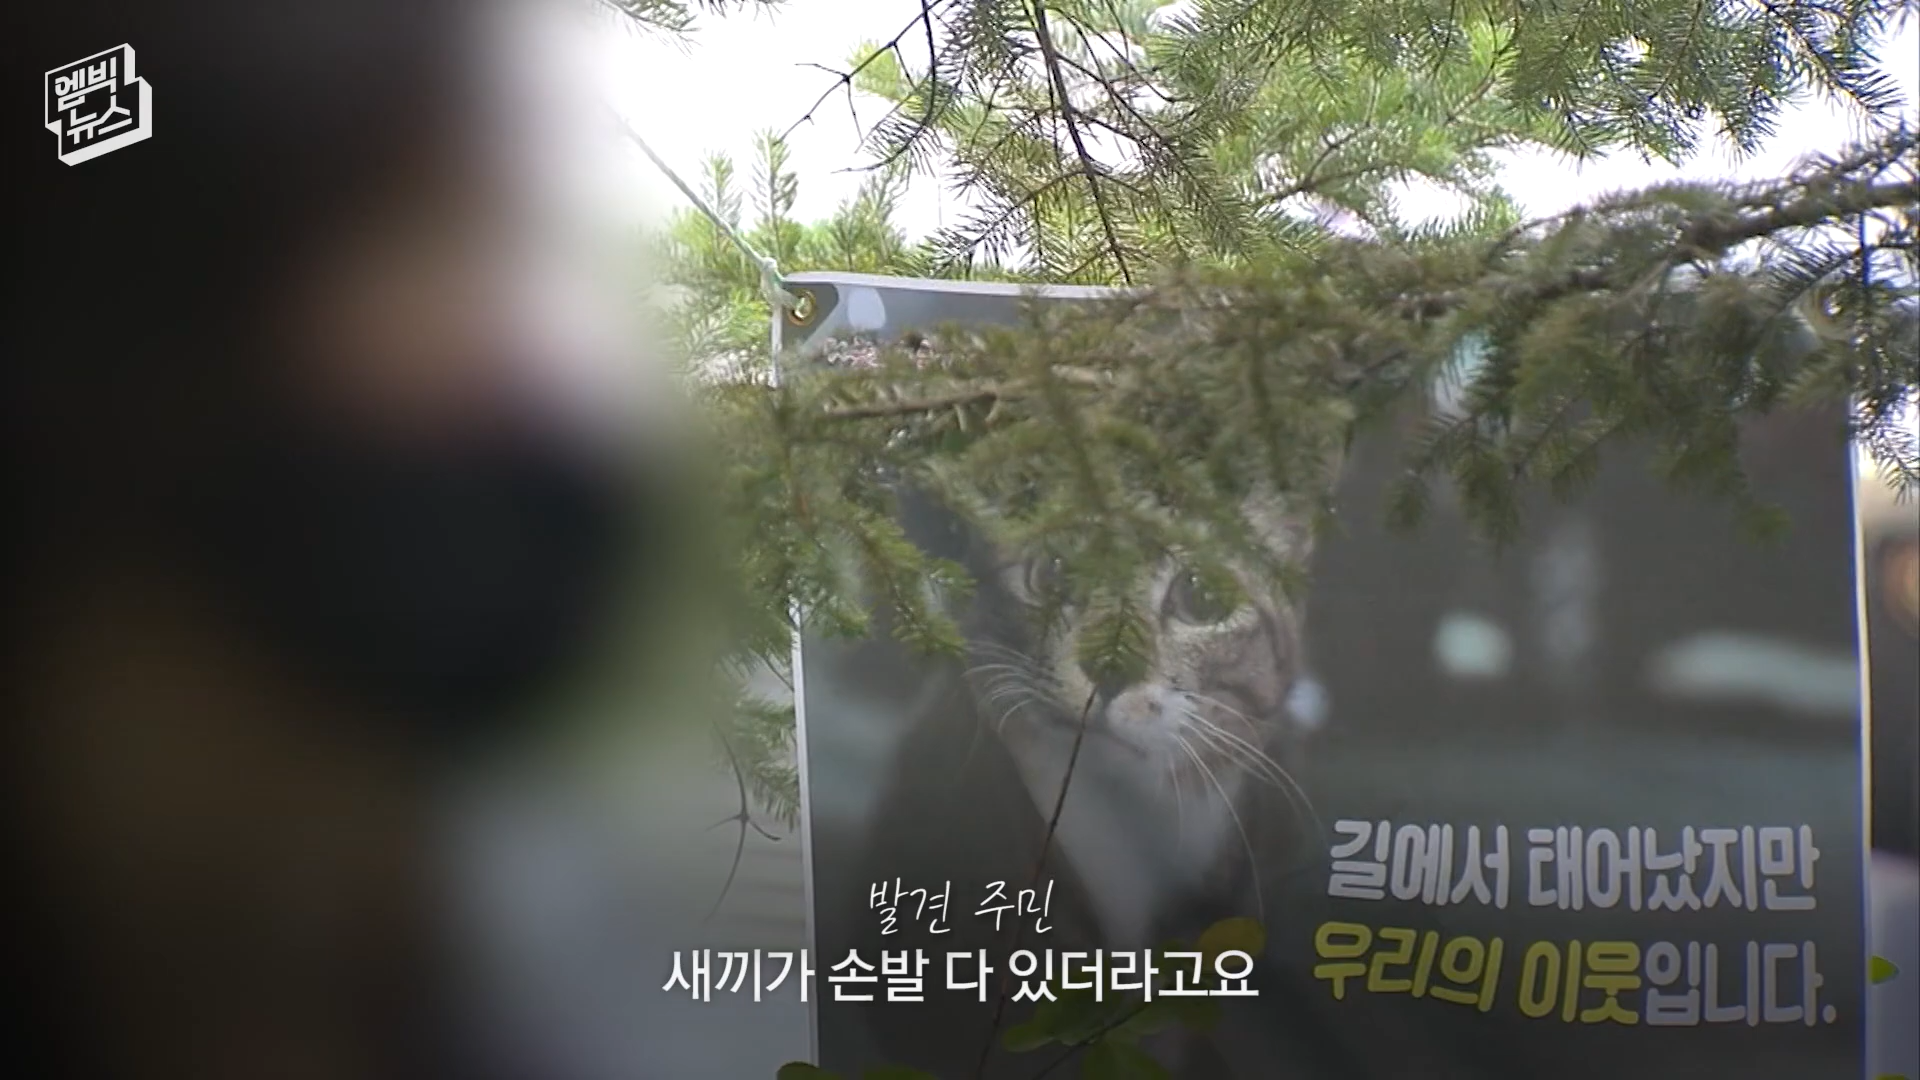 엠빅
뉴스
길에서 태어났지만
우리의 이웃입니다.
발견 주민
새끼가 손발 다 있더라고요